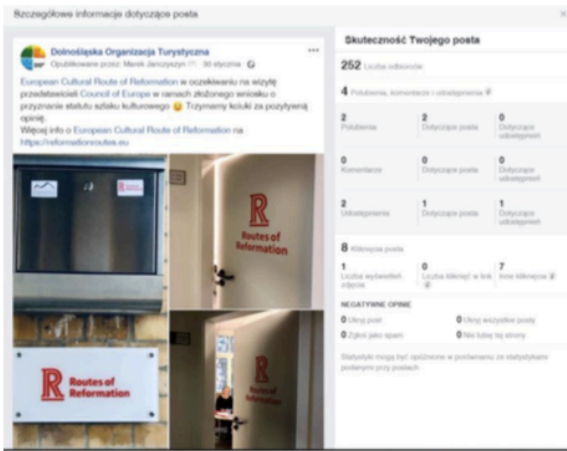 Szczegółowe informacje dotyczące posta
Dolnośląska Organizacja Turystyczna
Opublikowane przez: Marek Janczyszyn 30 stycznia
European Cultural Route of Reformation w oczekiwaniu na wizytę
przedstawicieli Council of Europe w ramach złożonego wniosku o
przyznanie statutu szlaku kulturowego Trzymamy kciuki za pozytywną
opinię.
Więcej info o European Cultural Route of Reformation na
https://reformationroutes.eu
R
R
Routes of
Reformation
R
Routes of
Reformation
R
Routes of
Reformation
Skuteczność Twojego posta
252 Liczba odbiorców
4 Polubienia, komentarze i udostępnienia
2 2 0
Polubienia Dotyczące posta Dotyczące
udostępnień
0 0 0
Komentarze Dotyczące posta Dotyczące
udostępnień
2 1 1
Udostępnienia Dotyczące posta Dotyczące
udostępnień
8 Kliknięcia posta
1 0 7
Liczba wyświetleń Liczba kliknięć w link Inne kliknięcia
zdjęcia
NEGATYWNE OPINIE
0 Ukryj post 0 Ukryj wszystkie posty
0 Zgłoś jako spam 0 Nie lubię tej strony
Statystyki mogą być opóźnione w porównaniu ze statystykami
podanymi przy postach